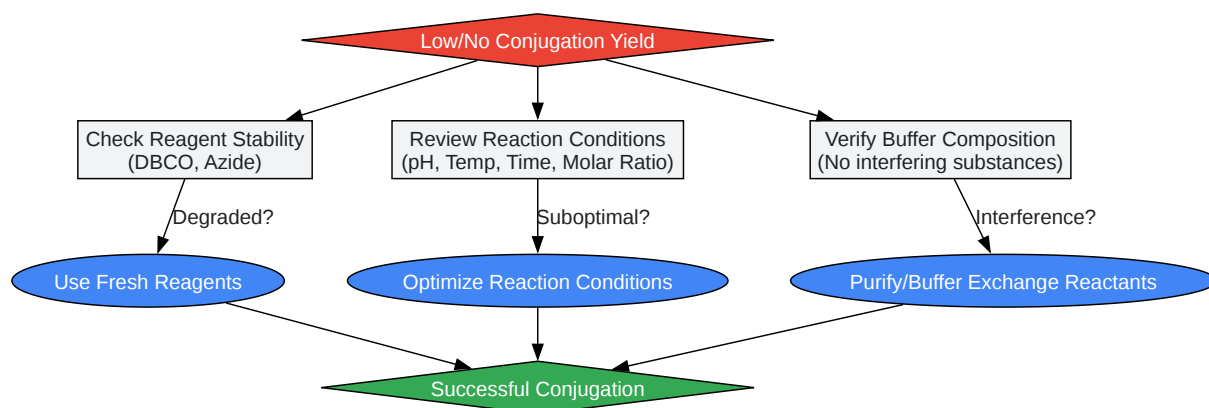 Low/No Conjugation Yield
Check Reagent Stability
(DBCO, Azide)
Review Reaction Conditions
(pH, Temp, Time, Molar Ratio)
Verify Buffer Composition
(No interfering substances)
Degraded?
Suboptimal?
Interference?
Use Fresh Reagents
Optimize Reaction Conditions
Purify/Buffer Exchange Reactants
Successful Conjugation